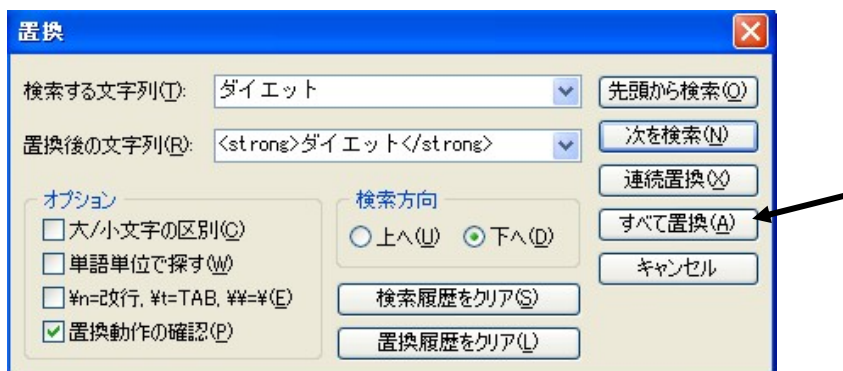 置換
検索する文字列(T): ダイエット 先頭から検索(O)
置換後の文字列(R): <strong>ダイエット</strong> 次を検索(N)
連続置換(X)
オプション 検索方向
大/小文字の区別(C) 上へ(U) 下へ(D) すべて置換(A)
単語単位で探す(W) キャンセル
¥n=改行, ¥t=TAB, ¥¥=¥(E) 検索履歴をクリア(S)
置換動作の確認(P) 置換履歴をクリア(L)